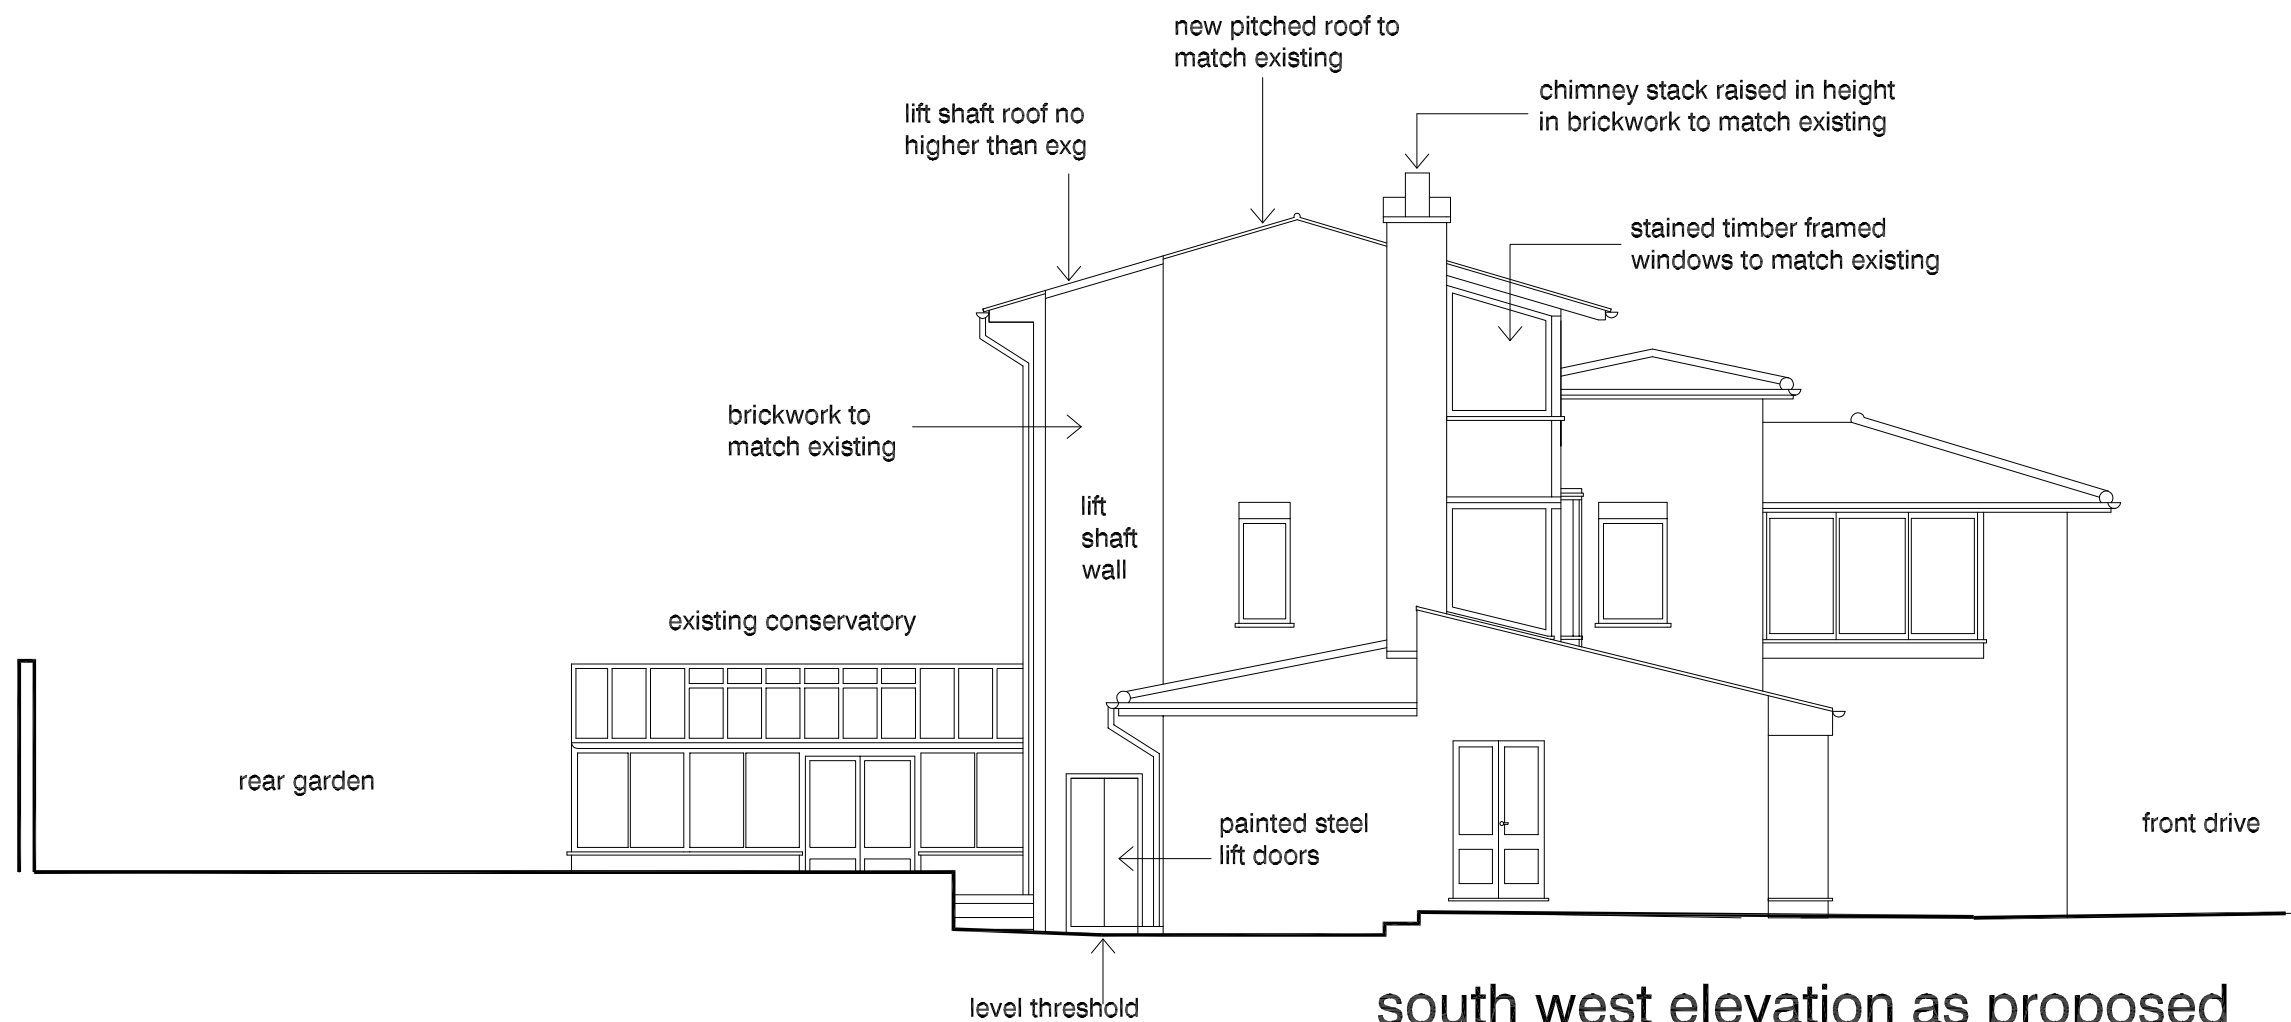 new pitched roof to
match existing
chimney stack raised in height
in brickwork to match existing
lift shaft roof no
higher than exg
stained timber framed
windows to match existing
brickwork to
match existing
lift
shaft
wall
existing conservatory
rear garden
painted steel
lift doors
front drive
level threshold
south west elevation as proposed